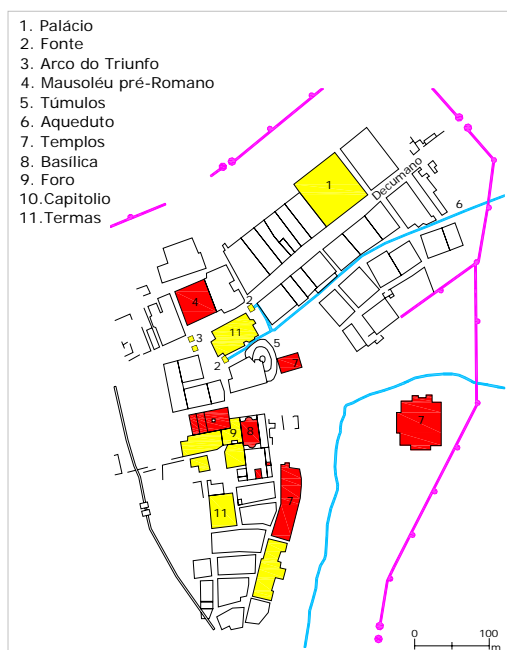 1. Palácio
2. Fonte
3. Arco do Triunfo
4. Mausoléu pré-Romano
5. Túmulos
6. Aqueduto
7. Templos
8. Basílica
9. Foro
10.Capitolio
11.Termas
1
Decumano
6
4
2
3
11
5
2
7
7
9
8
11
7
0
100
m